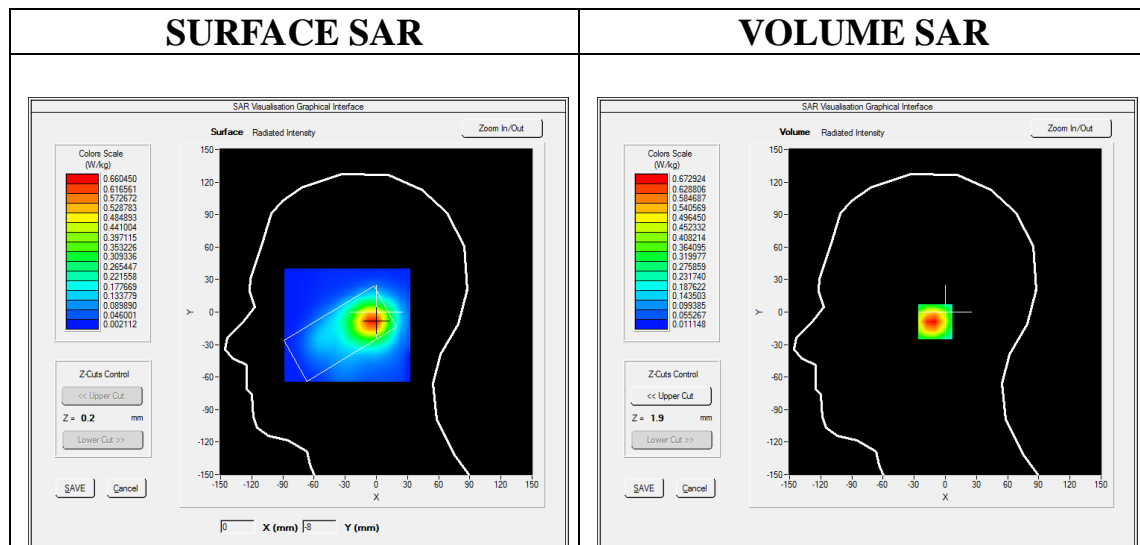 SURFACE SAR
VOLUME SAR
SAR Visualisation Graphical Interface
Surface Radiated Intensity
Zoom In/Out
Colors Scale
(W/kg)
0.660450
0.616561
0.572672
0.528783
0.484893
0.441004
0.397115
0.353226
0.309336
0.265447
0.221558
0.177669
0.133779
0.089890
0.046001
0.002112
Z-Cuts Control
<< Upper Cut
Z = 0.2 mm
Lower Cut >>
SAVE Cancel
150
120
90
60
30
0
-30
-60
-90
-120
-150
Y
-150 -120 -90 -60 -30 0 30 60 90 120 150
X
0 X (mm) -8 Y (mm)
SAR Visualisation Graphical Interface
Volume Radiated Intensity
Zoom In/Out
Colors Scale
(W/kg)
0.672924
0.628806
0.584687
0.540569
0.496450
0.452332
0.408214
0.364095
0.319977
0.275859
0.231740
0.187622
0.143503
0.099385
0.055267
0.011148
Z-Cuts Control
<< Upper Cut
Z = 1.9 mm
Lower Cut >>
SAVE Cancel
150
120
90
60
30
0
-30
-60
-90
-120
-150
Y
-150 -120 -90 -60 -30 0 30 60 90 120 150
X